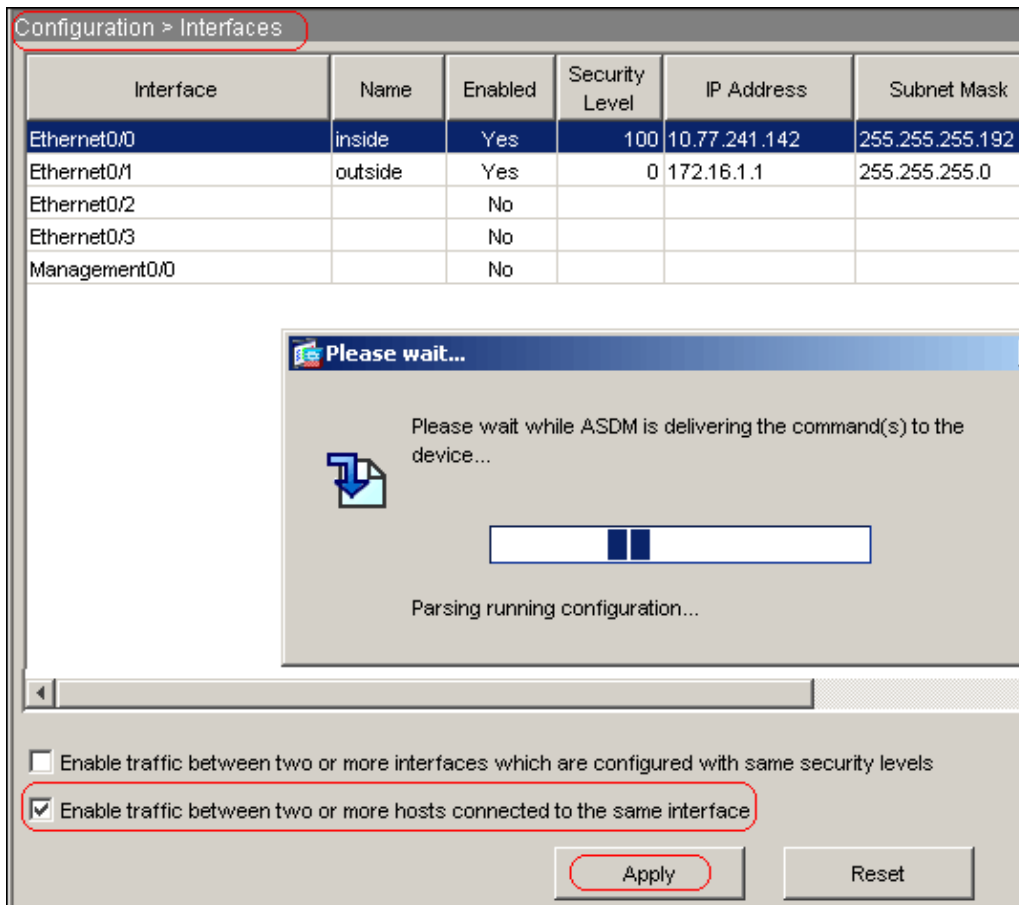 Configuration > Interfaces
Interface Name Enabled Security Level IP Address Subnet Mask
Ethernet0/0 inside Yes 100 10.77.241.142 255.255.255.192
Ethernet0/1 outside Yes 0 172.16.1.1 255.255.255.0
Ethernet0/2 No
Ethernet0/3 No
Management0/0 No
Please wait...
Please wait while ASDM is delivering the command(s) to the
device...
Parsing running configuration...
Enable traffic between two or more interfaces which are configured with same security levels
Enable traffic between two or more hosts connected to the same interface
Apply Reset